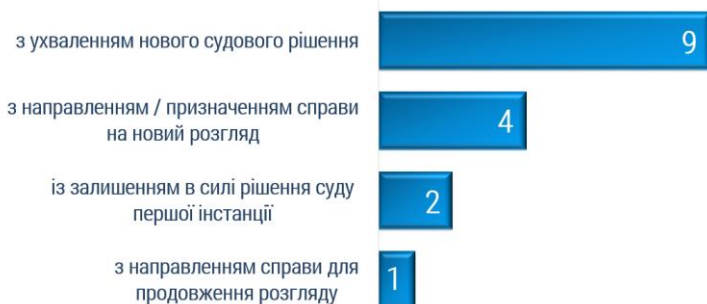 з ухваленням нового судового рішення
9
з направленням / призначенням справи
на новий розгляд
4
із залишенням в силі рішення суду
першої інстанції
2
з направленням справи для
продовження розгляду
1